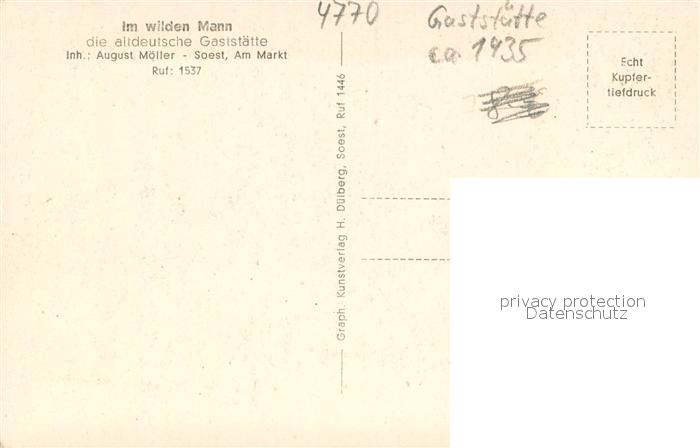 Im wilden Mann
die altdeutsche Gaststätte
Inh.: August Möller - Soest, Am Markt
Ruf: 1537
4770
Gaststätte
ca 1935
Echt
Kupfer-
tiefdruck
Graph. Kunstverlag H. Dülberg, Soest, Ruf 1446
privacy protection
Datenschutz